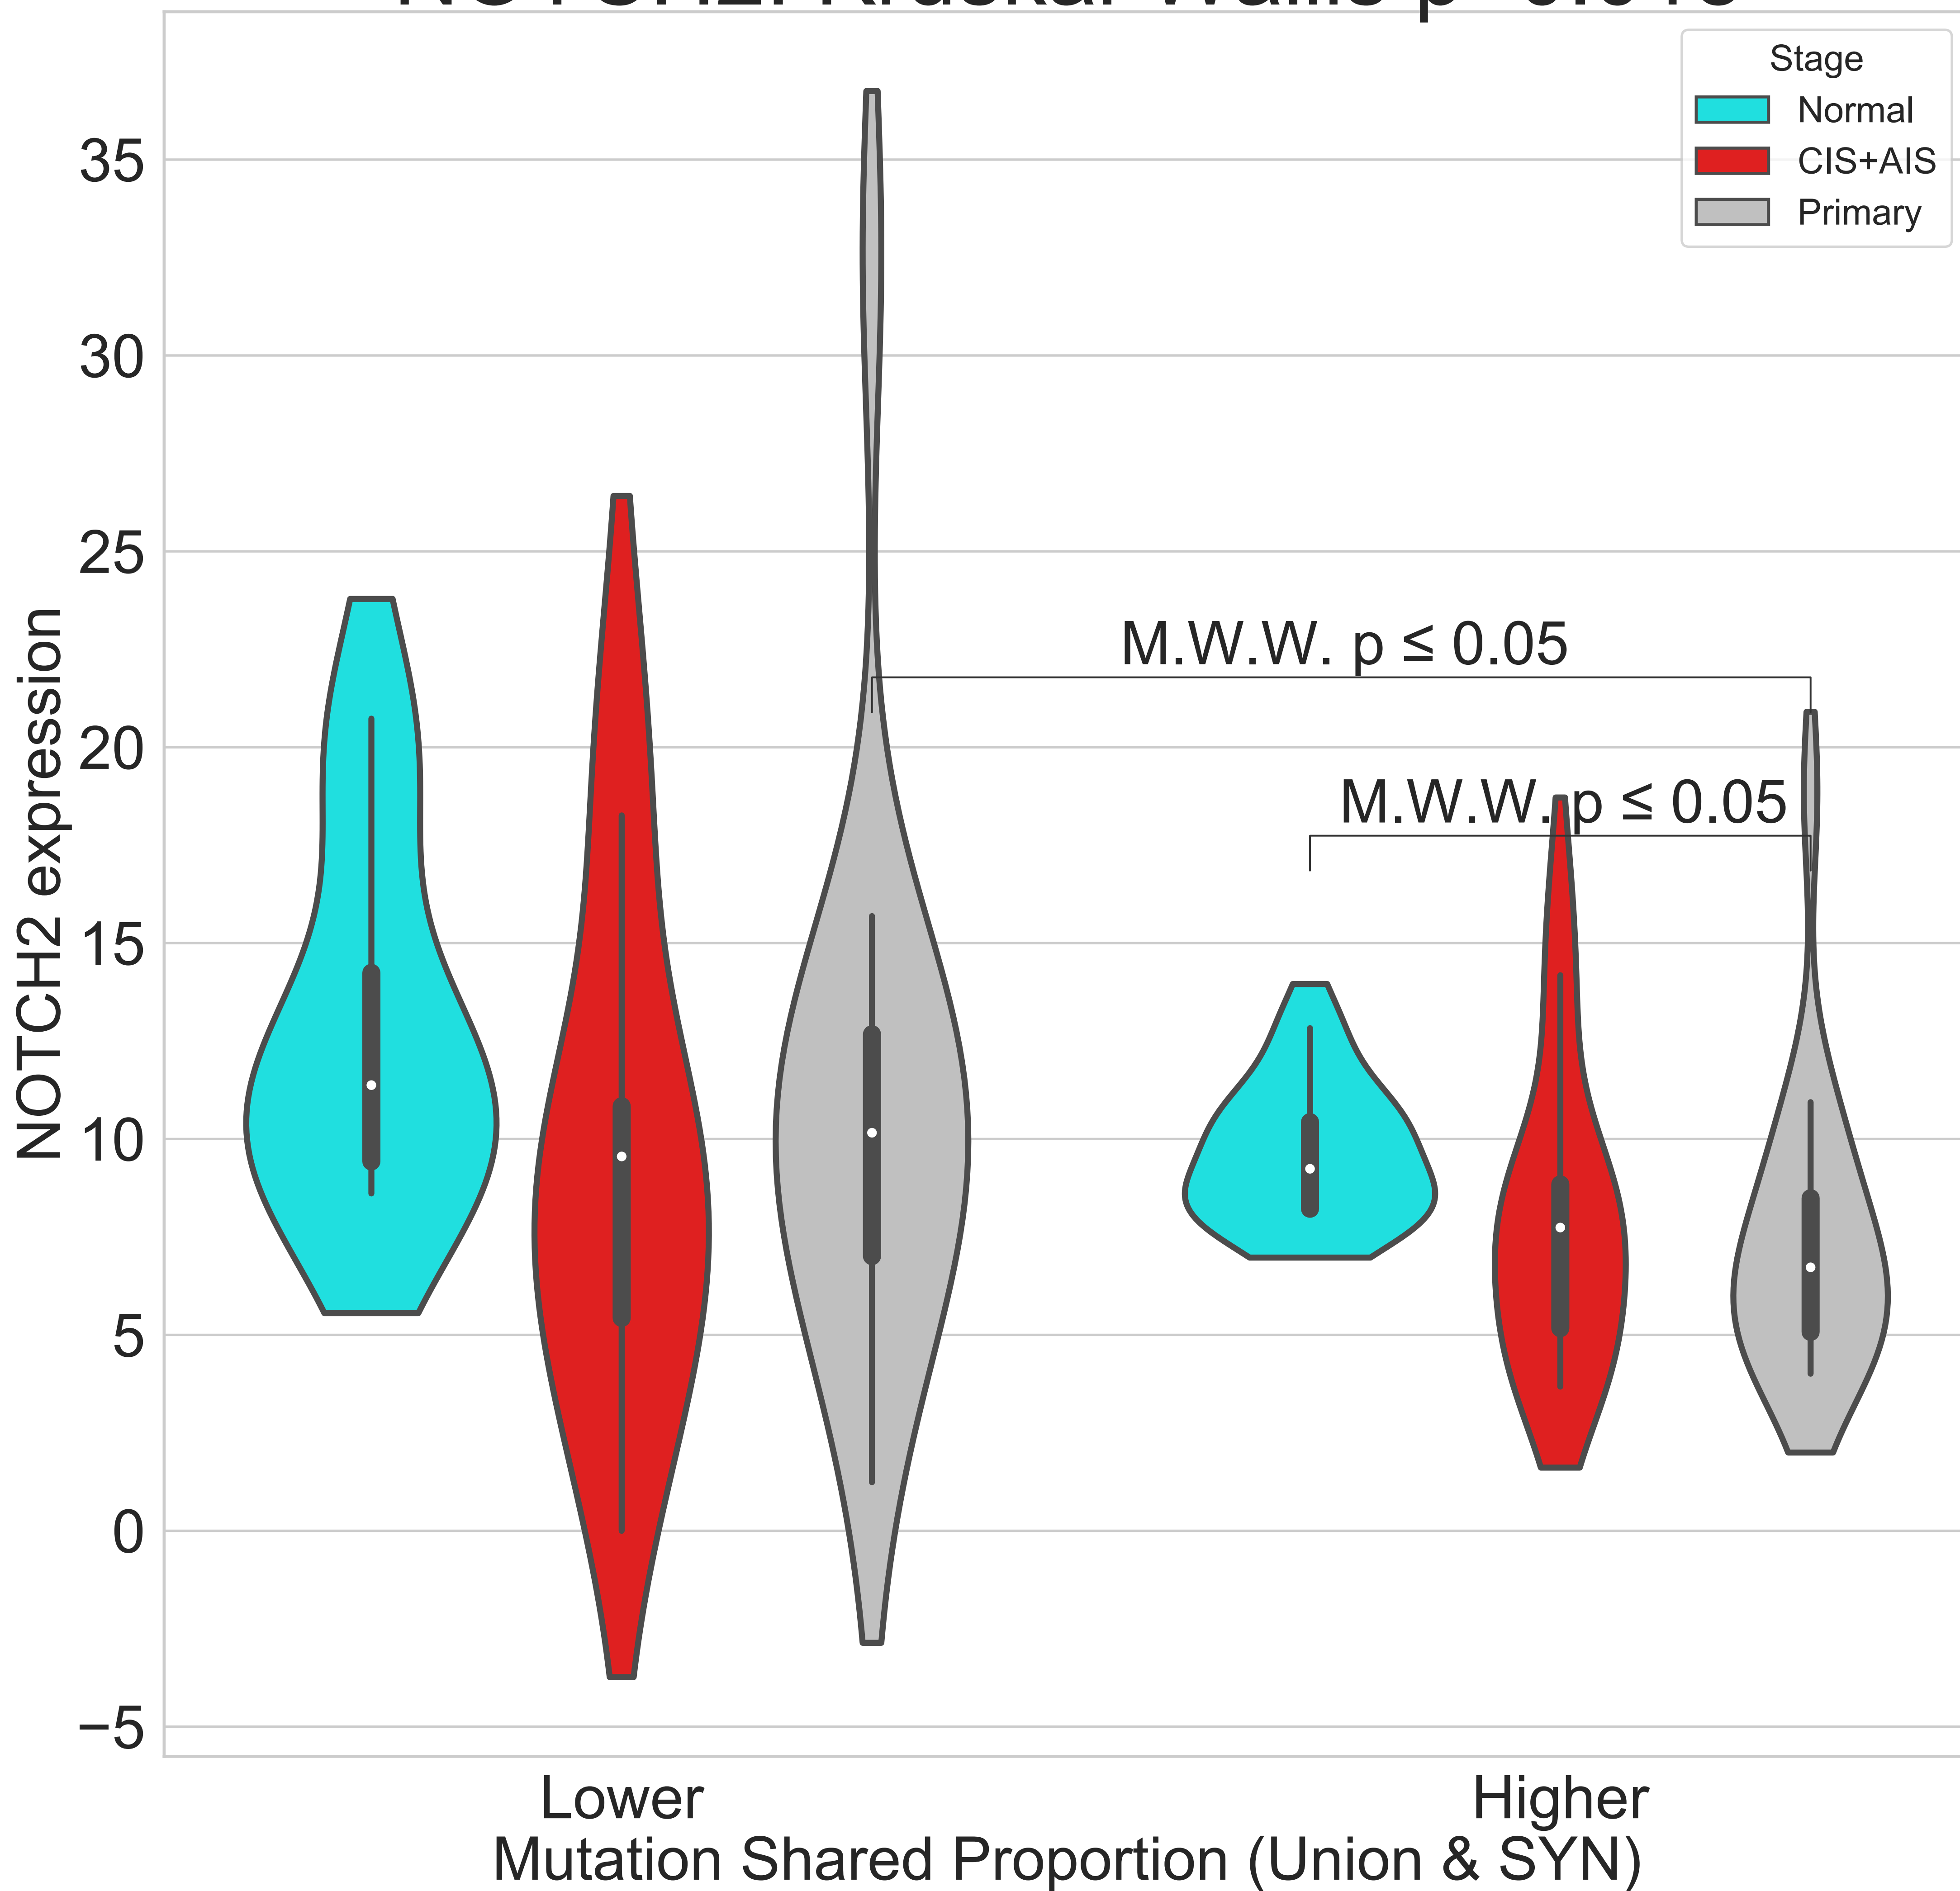 Stage
Normal
CIS+AIS
Primary
35
30
25
20
15
10
5
0
−5
NOTCH2 expression
M.W.W. p ≤ 0.05
M.W.W. p ≤ 0.05
Lower
Higher
Mutation Shared Proportion (Union & SYN)